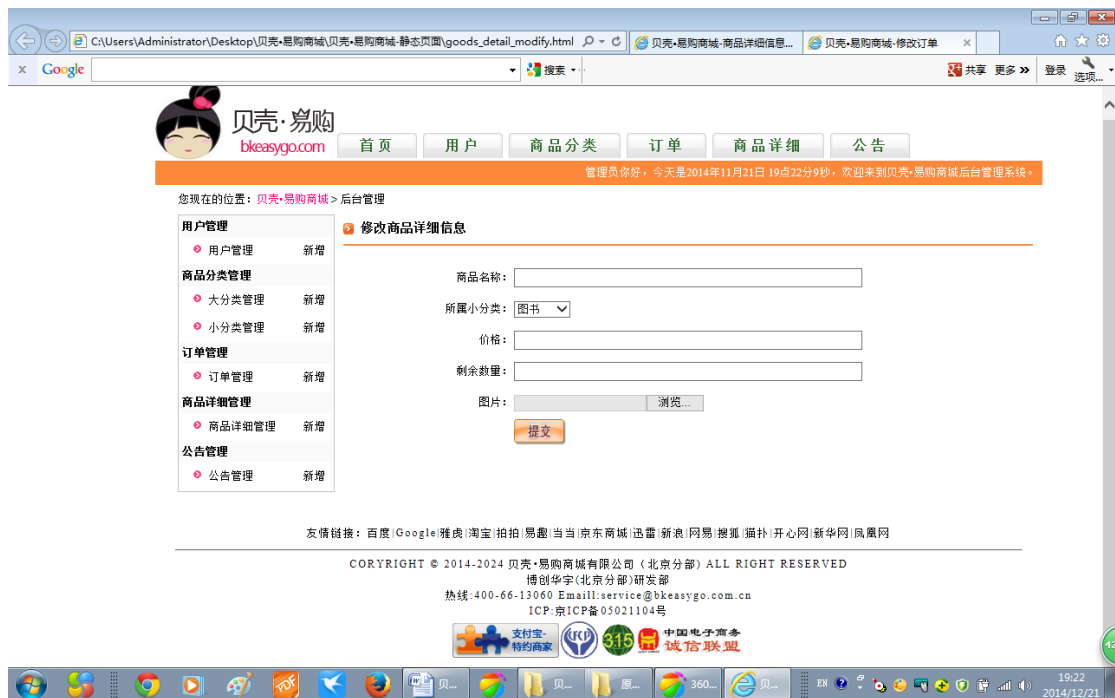 C:\Users\Administrator\Desktop\贝壳•易购商城\贝壳•易购商城-静态页面\goods_detail_modify.html
贝壳•易购商城-商品详细信息...
贝壳•易购商城-修改订单
x Google 搜索 共享 更多 » 登录 选项...
贝壳·易购
bkeasygo.com
首页 用户 商品分类 订单 商品详细 公告
管理员你好，今天是2014年11月21日 19点22分9秒，欢迎来到贝壳•易购商城后台管理系统。
您现在的位置：贝壳•易购商城 > 后台管理
用户管理
用户管理 新增
商品分类管理
大分类管理 新增
小分类管理 新增
订单管理
订单管理 新增
商品详细管理
商品详细管理 新增
公告管理
公告管理 新增
修改商品详细信息
商品名称：
所属小分类： 图书
价格：
剩余数量：
图片： 浏览...
提交
友情链接：百度|Google|雅虎|淘宝|拍拍|易趣|当当|京东商城|迅雷|新浪|网易|搜狐|猫扑|开心网|新华网|凤凰网
CORYRIGHT © 2014-2024 贝壳•易购商城有限公司（北京分部）ALL RIGHT RESERVED
博创华宇(北京分部)研发部
热线:400-66-13060 Emaill:service@bkeasygo.com.cn
ICP:京ICP备05021104号
支付宝-
特约商家
315
中国电子商务
诚信联盟
42
贝... 贝... 原... 360... 贝...
EN
19:22
2014/12/21